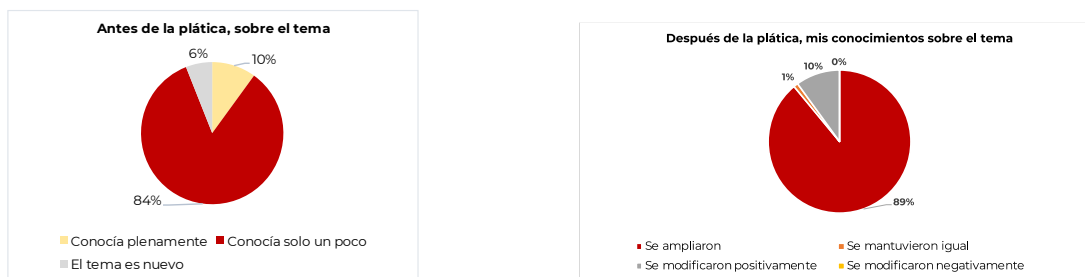 Antes de la plática, sobre el tema
6%
10%
84%
Conocía plenamente
Conocía solo un poco
El tema es nuevo
Después de la plática, mis conocimientos sobre el tema
1%
10%
0%
89%
Se ampliaron
Se mantuvieron igual
Se modificaron positivamente
Se modificaron negativamente